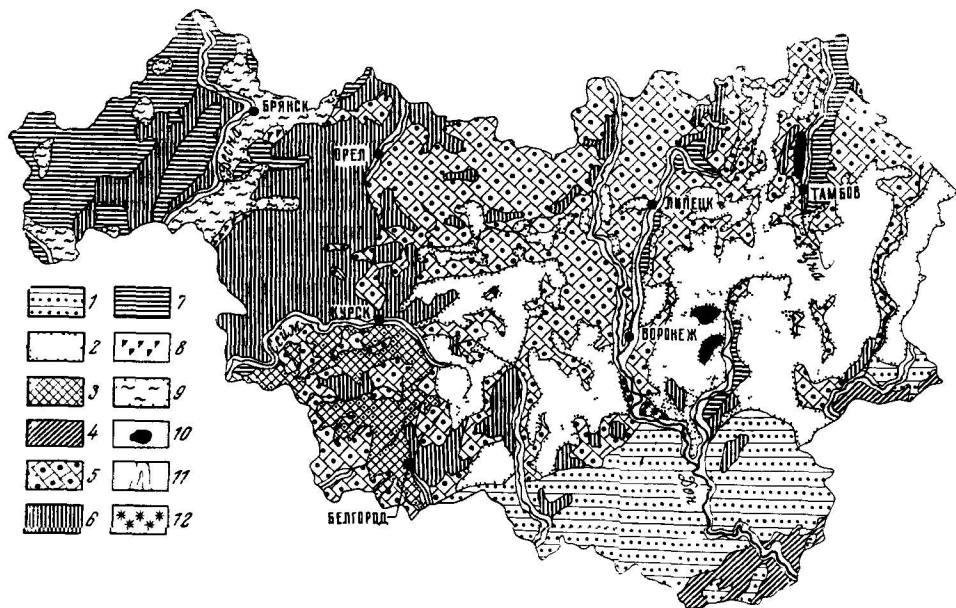 БРЯНСК
ОРЕЛ
ЛИПЕЦК
ТАМБОВ
КУРСК
ВОРОНЕЖ
БЕЛГОРОД
Дон
1 7
2 8
3 9
4 10
5 11
6 12